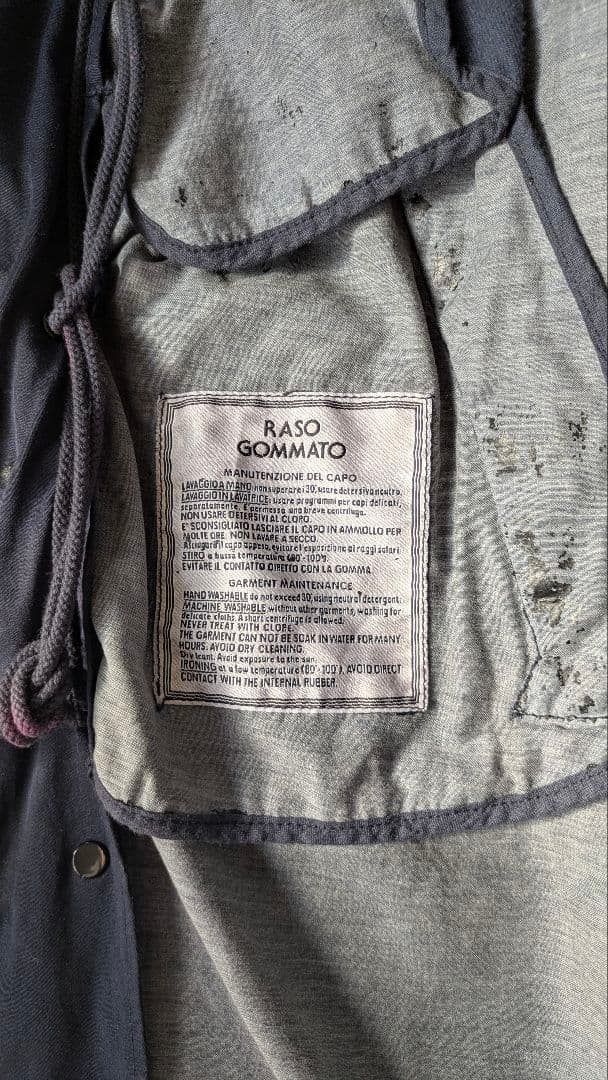 RASO
GOMMATO
MANUTENZIONE DEL CAPO
LAVAGGIO A MANO: non superare i 30°, usare detersivo neutro.
LAVAGGIO IN LAVATRICE: usare programmi per capi delicati,
separatamente. E' permessa una breve centrifuga.
NON USARE DETERSIVI AL CLORO.
E' SCONSIGLIATO LASCIARE IL CAPO IN AMMOLLO PER
MOLTE ORE. NON LAVARE A SECCO.
Asciugare il capo appeso, evitare l'esposizione ai raggi solari.
STIRO a bassa temperatura (80°-100°).
EVITARE IL CONTATTO DIRETTO CON LA GOMMA.
GARMENT MAINTENANCE
HAND WASHABLE do not exceed 30°, using neutral detergent.
MACHINE WASHABLE without other garments, washing for
delicate cloths. A short centrifuge is allowed.
NEVER TREAT WITH CLORE.
THE GARMENT CAN NOT BE SOAK IN WATER FOR MANY
HOURS. AVOID DRY CLEANING.
Dry leant. Avoid exposure to the sun.
IRONING at a low temperature (80°-100°). AVOID DIRECT
CONTACT WITH THE INTERNAL RUBBER.